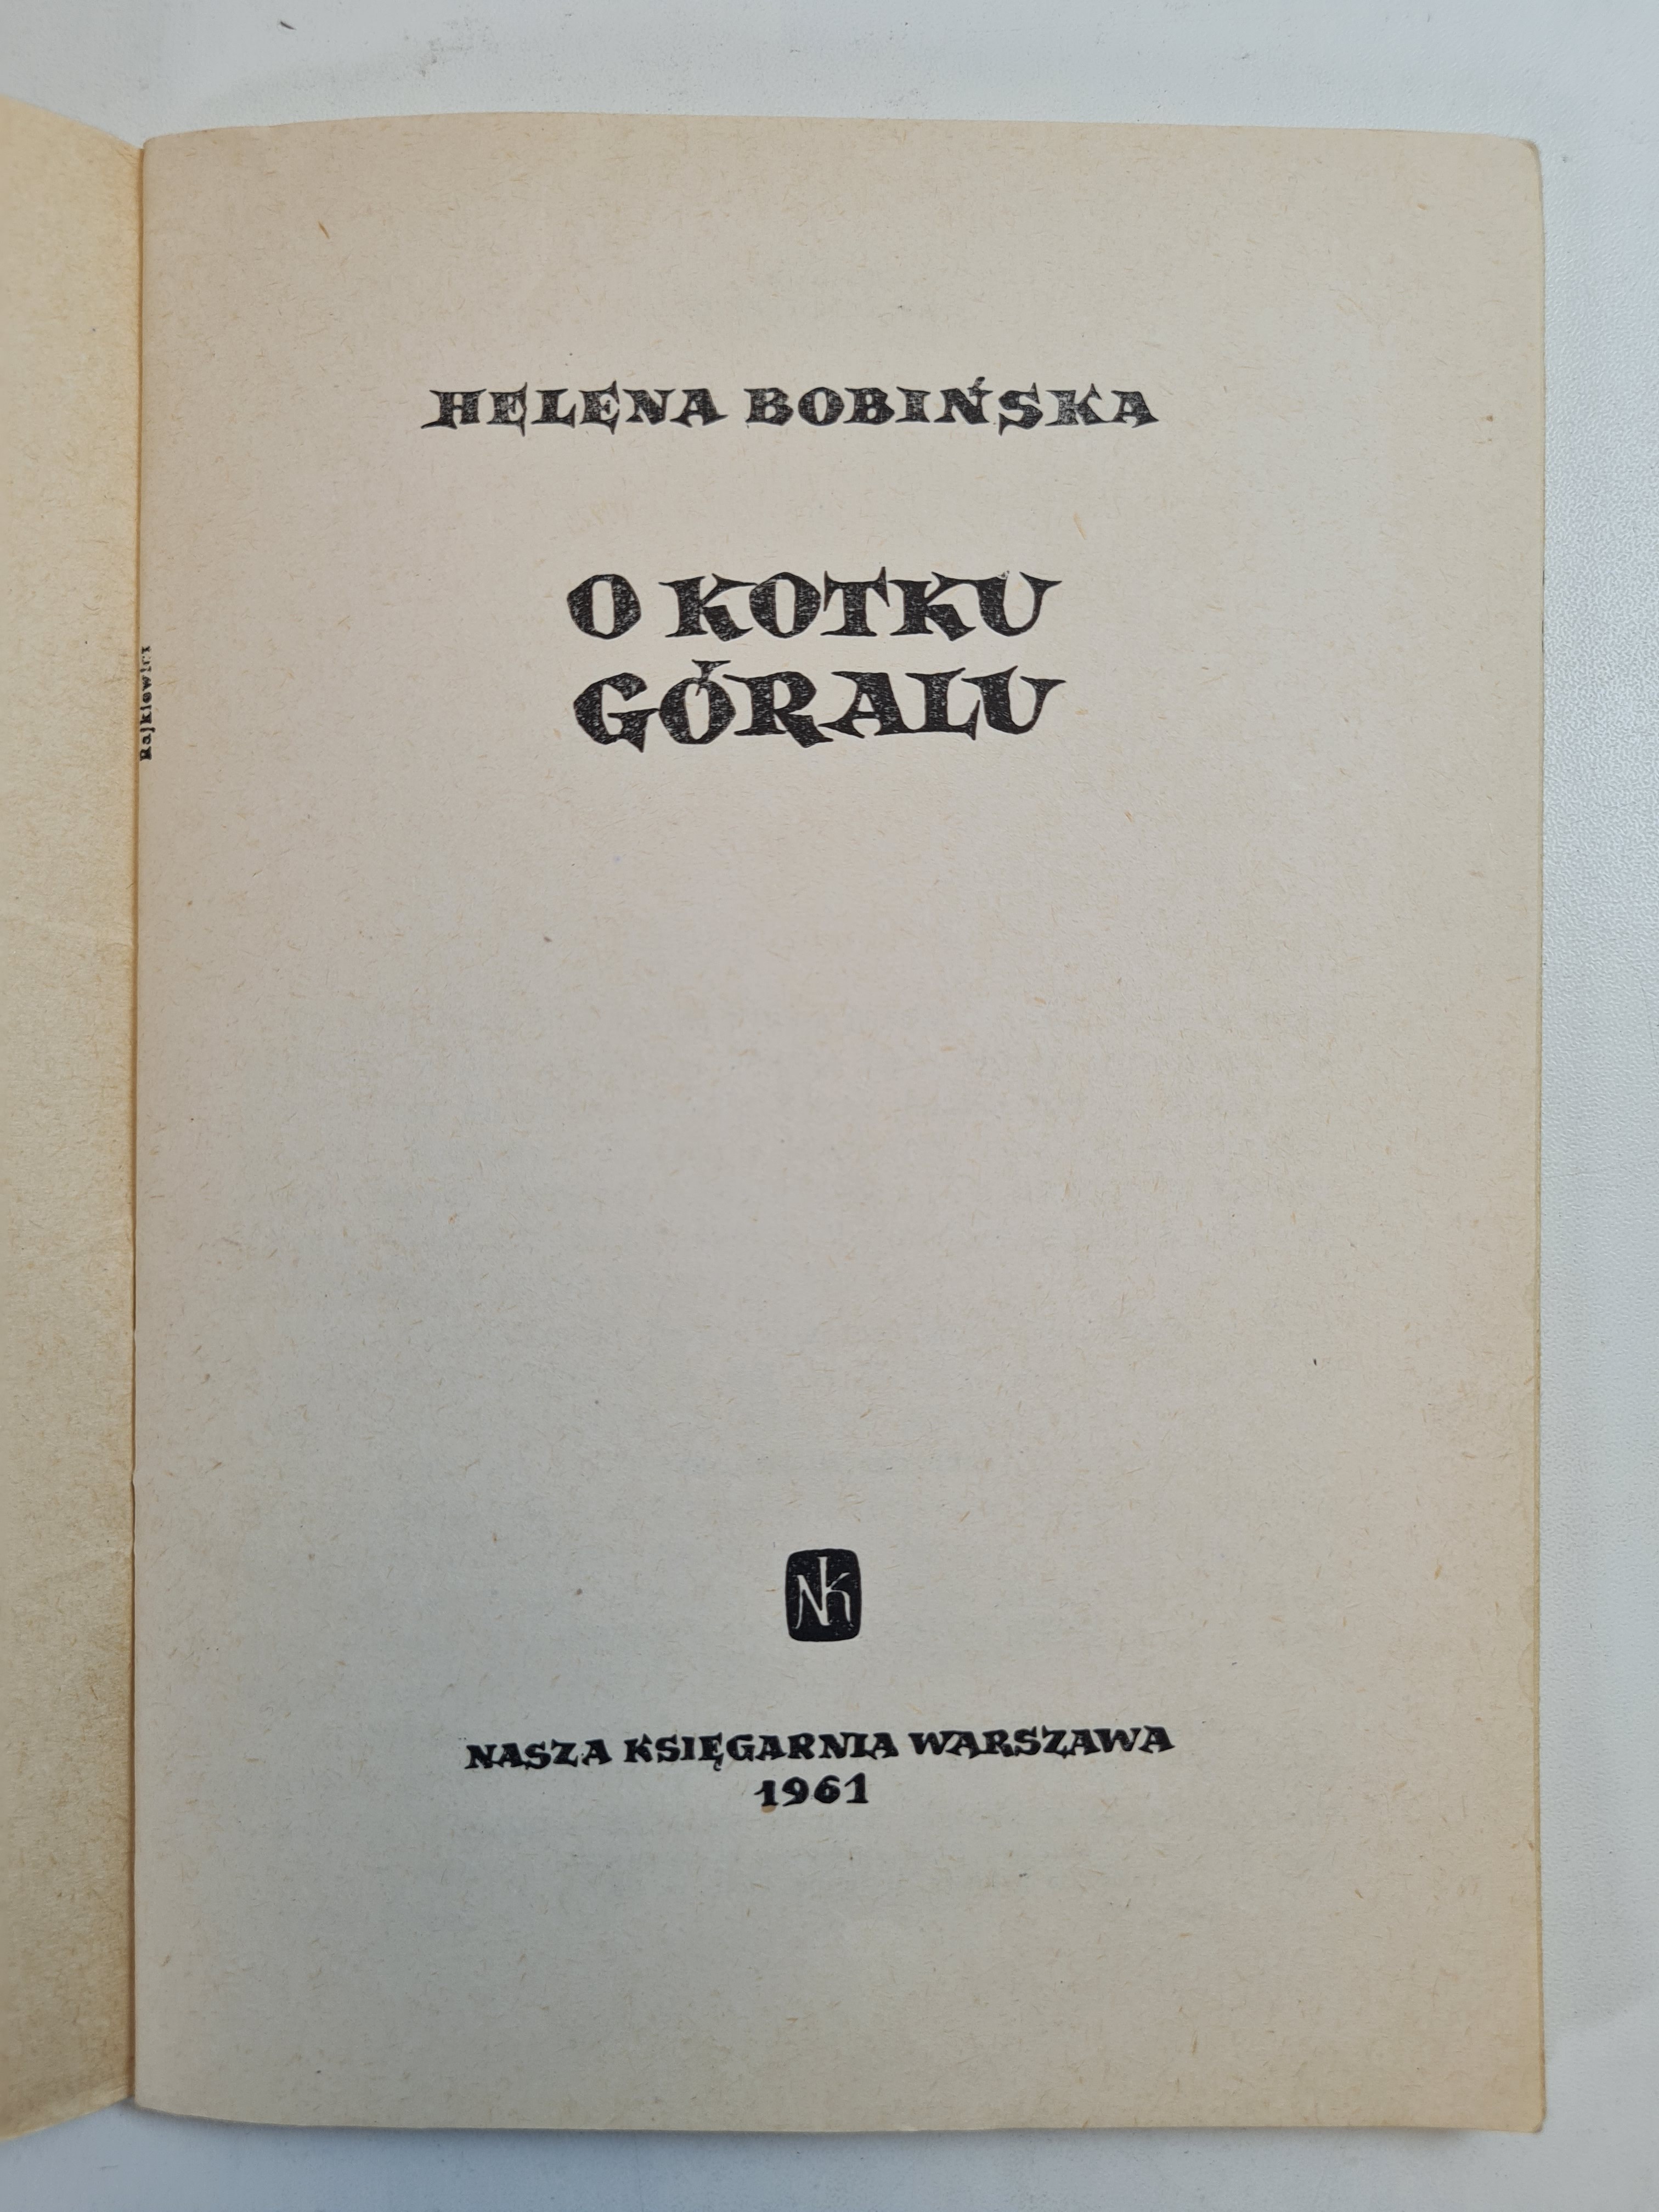 HELENA BOBIŃSKA
O KOTKU
GÓRALU
NK
NASZA KSIĘGARNIA WARSZAWA
1961